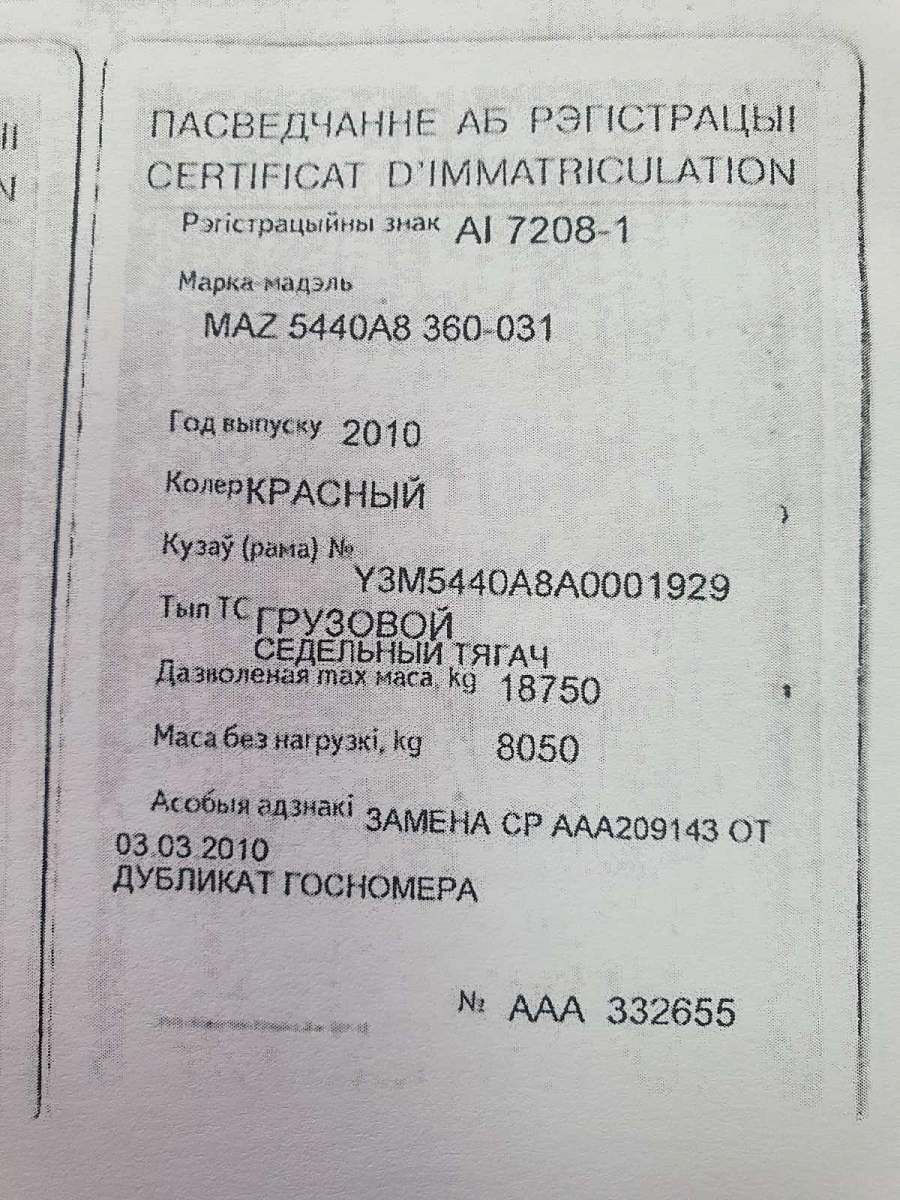 ПАСВЕДЧАННЕ АБ РЭГІСТРАЦЫІ
CERTIFICAT D'IMMATRICULATION
Рэгістрацыйны знак AI 7208-1
Марка мадэль
MAZ 5440A8 360-031
Год выпуску 2010
Колер КРАСНЫЙ
Кузаў (рама) №
Y3M5440A8A0001929
Тып ТС ГРУЗОВОЙ
СЕДЕЛЬНЫЙ ТЯГАЧ
Дазволеная max маса, kg 18750
Маса без нагрузкі, kg 8050
Асобыя адзнакі ЗАМЕНА СР ААА209143 ОТ
03.03.2010
ДУБЛИКАТ ГОСНОМЕРА
№ ААА 332655